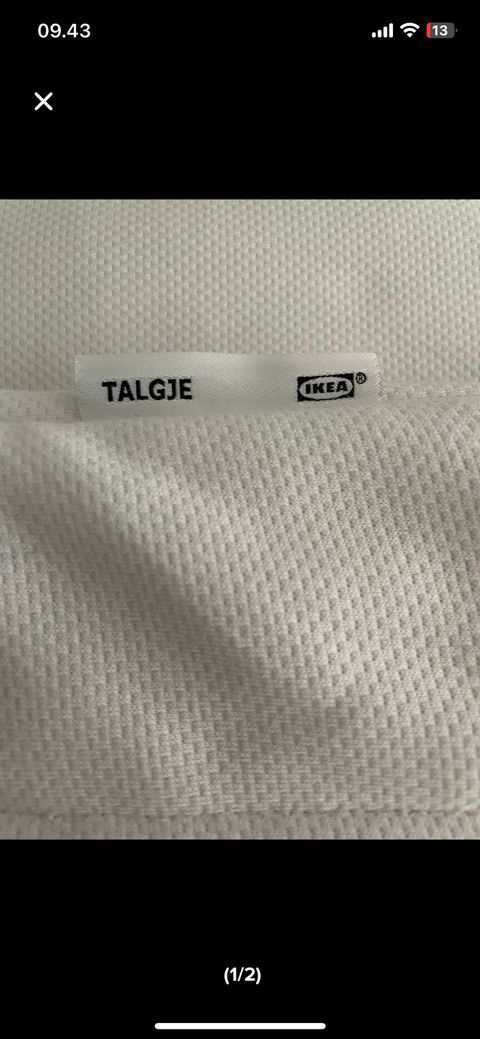 09.43
13
TALGJE
IKEA®
(1/2)